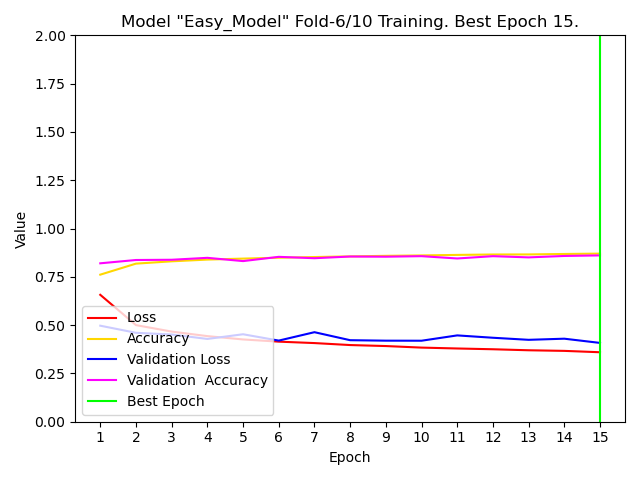 Model "Easy_Model" Fold-6/10 Training. Best Epoch 15.
2.00
1.75
1.50
1.25
1.00
0.75
0.50
0.25
0.00
Value
Loss
Accuracy
Validation Loss
Validation  Accuracy
Best Epoch
1 2 3 4 5 6 7 8 9 10 11 12 13 14 15
Epoch